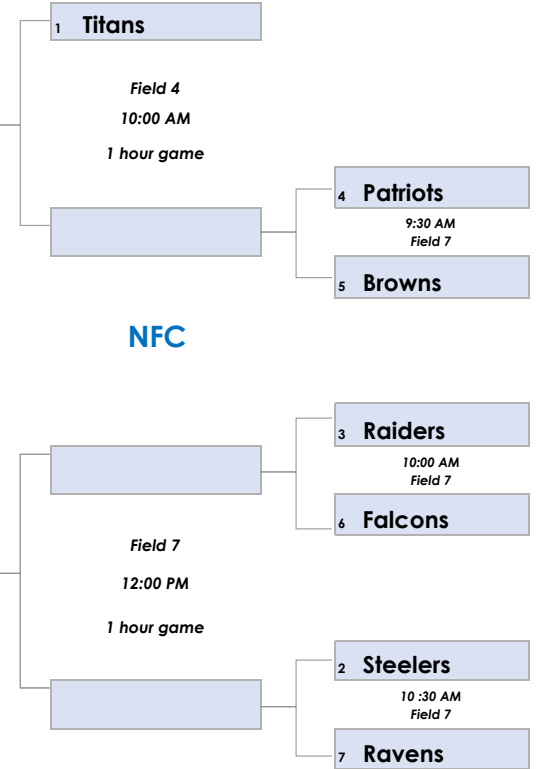 1 Titans
Field 4
10:00 AM
1 hour game
4 Patriots
9:30 AM
Field 7
5 Browns
NFC
3 Raiders
10:00 AM
Field 7
6 Falcons
Field 7
12:00 PM
1 hour game
2 Steelers
10 :30 AM
Field 7
7 Ravens